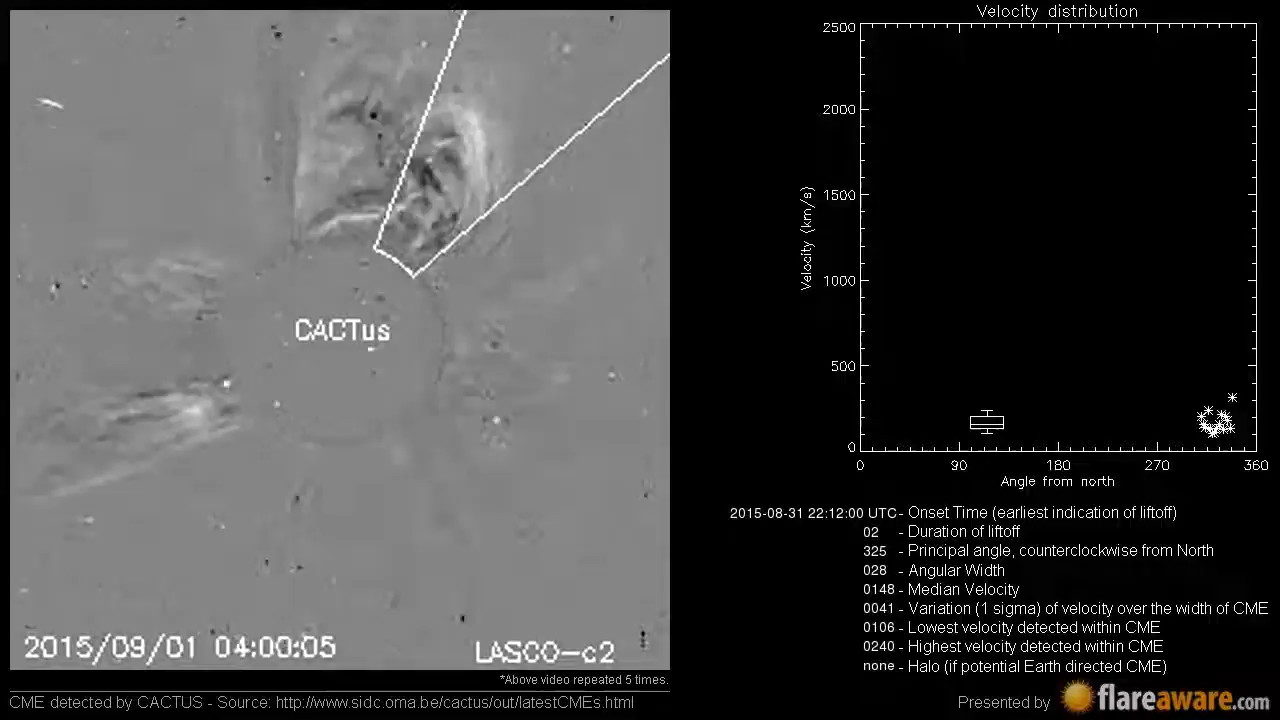 CACTus
2015/09/01 04:00:05
LASCO-c2
*Above video repeated 5 times.
CME detected by CACTUS - Source: http://www.sidc.oma.be/cactus/out/latestCMEs.html
Velocity distribution
2500
2000
1500
1000
500
0
Velocity (km/s)
0 90 180 270 360
Angle from north
2015-08-31 22:12:00 UTC - Onset Time (earliest indication of liftoff)
02 - Duration of liftoff
325 - Principal angle, counterclockwise from North
028 - Angular Width
0148 - Median Velocity
0041 - Variation (1 sigma) of velocity over the width of CME
0106 - Lowest velocity detected within CME
0240 - Highest velocity detected within CME
none - Halo (if potential Earth directed CME)
Presented by flareaware.com